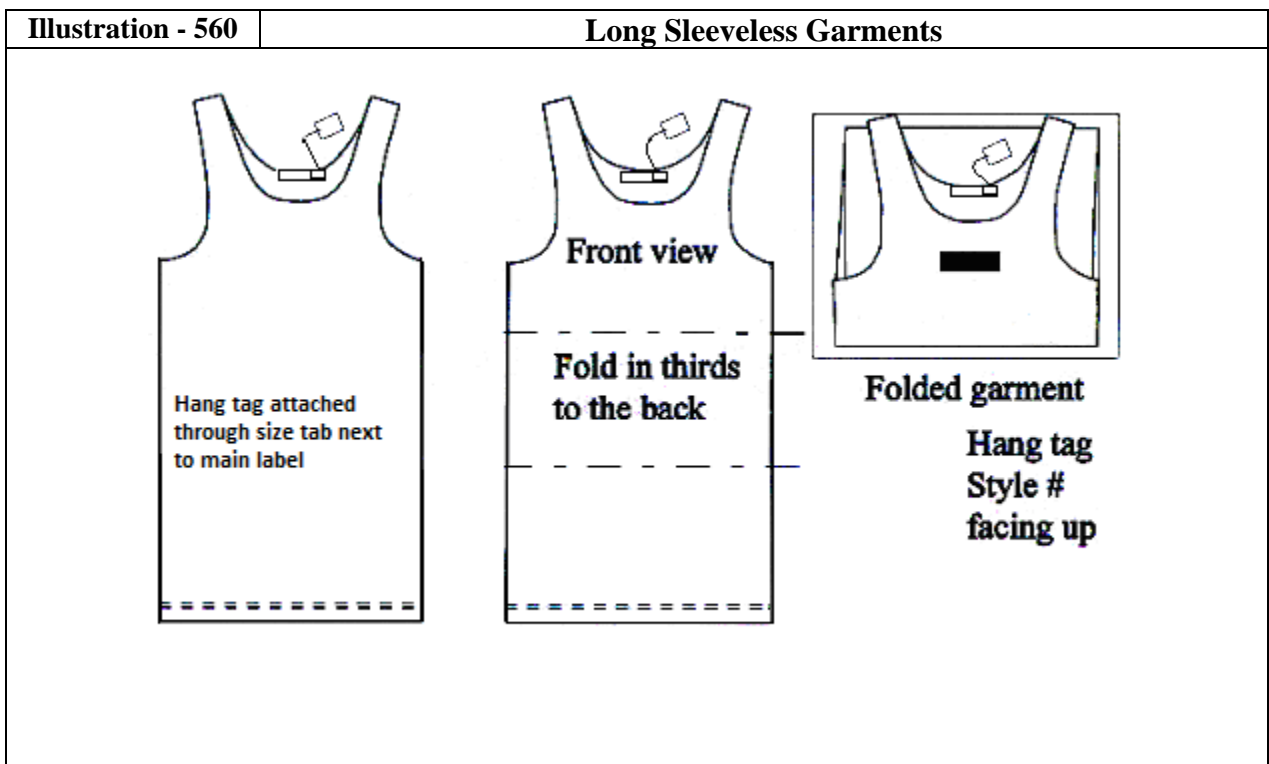 Illustration - 560
Long Sleeveless Garments
Hang tag attached
through size tab next
to main label
Front view
Fold in thirds
to the back
Folded garment
Hang tag
Style #
facing up